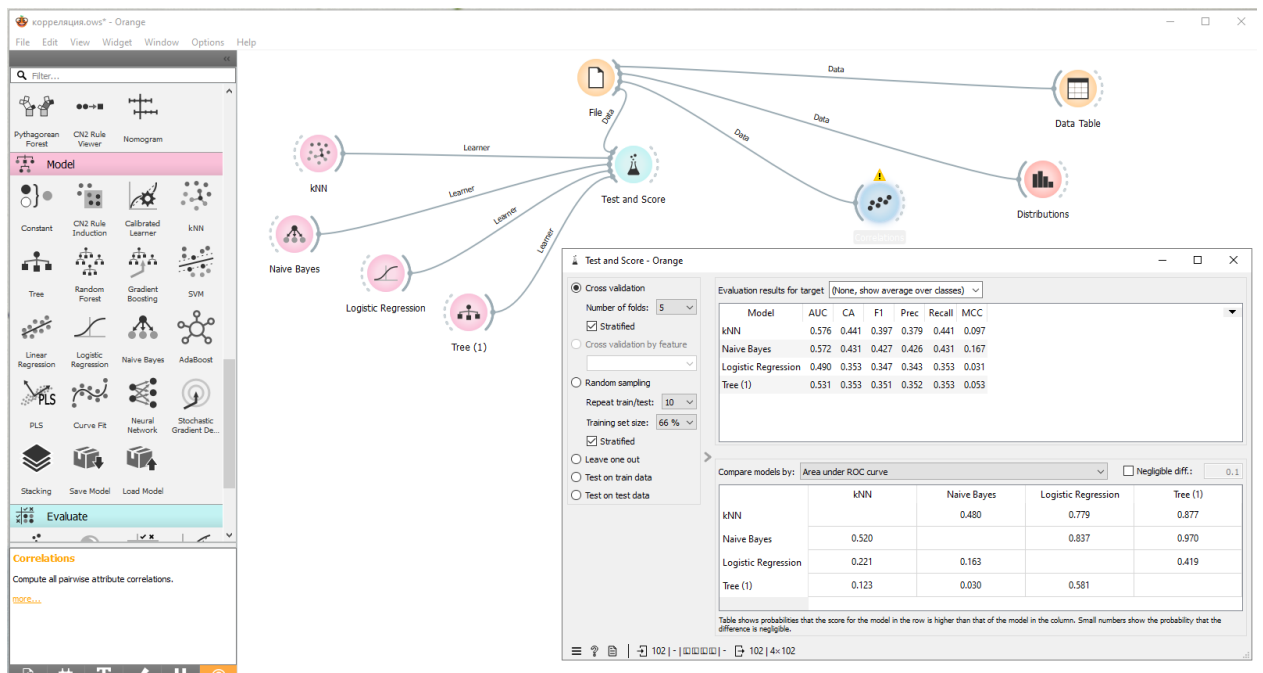 корреляция.ows* - Orange
File Edit View Widget Window Options Help
Filter...
Pythagorean Forest
CN2 Rule Viewer
Nomogram
Model
Constant
CN2 Rule Induction
Calibrated Learner
kNN
Tree
Random Forest
Gradient Boosting
SVM
Linear Regression
Logistic Regression
Naive Bayes
AdaBoost
PLS
PLS
Curve Fit
Neural Network
Stochastic Gradient De...
Stacking
Save Model
Load Model
Evaluate
Correlations
Compute all pairwise attribute correlations.
more...
File
Data
Data
Data
Data
Data Table
Distributions
Correlations
Test and Score
Learner
Learner
Learner
Learner
kNN
Naive Bayes
Logistic Regression
Tree (1)
Test and Score - Orange
Cross validation
Number of folds: 5
Stratified
Cross validation by feature
Random sampling
Repeat train/test: 10
Training set size: 66 %
Stratified
Leave one out
Test on train data
Test on test data
Evaluation results for target (None, show average over classes)
Model AUC CA F1 Prec Recall MCC
kNN 0.576 0.441 0.397 0.379 0.441 0.097
Naive Bayes 0.572 0.431 0.427 0.426 0.431 0.167
Logistic Regression 0.490 0.353 0.347 0.343 0.353 0.031
Tree (1) 0.531 0.353 0.351 0.352 0.353 0.053
Compare models by: Area under ROC curve
Negligible diff.: 0.1
kNN Naive Bayes Logistic Regression Tree (1)
kNN 0.480 0.779 0.877
Naive Bayes 0.520 0.837 0.970
Logistic Regression 0.221 0.163 0.419
Tree (1) 0.123 0.030 0.581
Table shows probabilities that the score for the model in the row is higher than that of the model in the column. Small numbers show the probability that the
difference is negligible.
102 | - | - 102 | 4×102